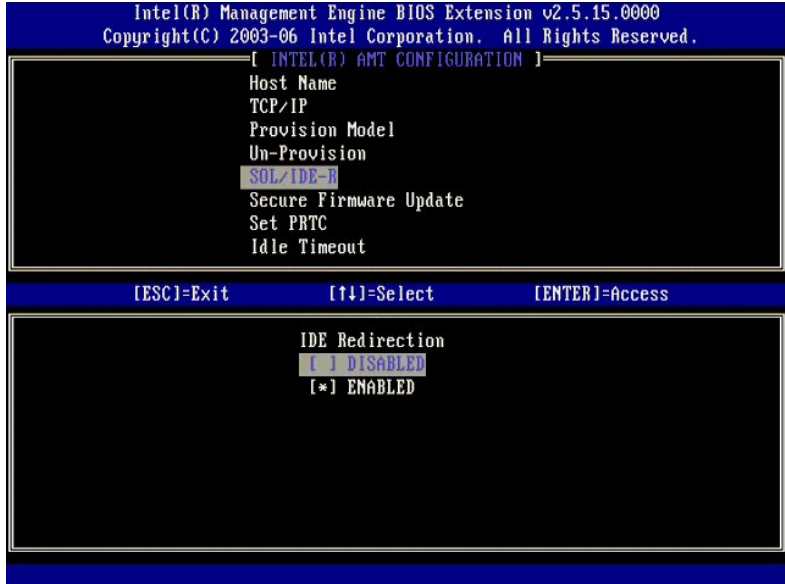 Intel(R) Management Engine BIOS Extension v2.5.15.0000
Copyright(C) 2003-06 Intel Corporation. All Rights Reserved.
[ INTEL(R) AMT CONFIGURATION ]
Host Name
TCP/IP
Provision Model
Un-Provision
SOL/IDE-R
Secure Firmware Update
Set PRTC
Idle Timeout
[ESC]=Exit [↑↓]=Select [ENTER]=Access
IDE Redirection
[ ] DISABLED
[*] ENABLED